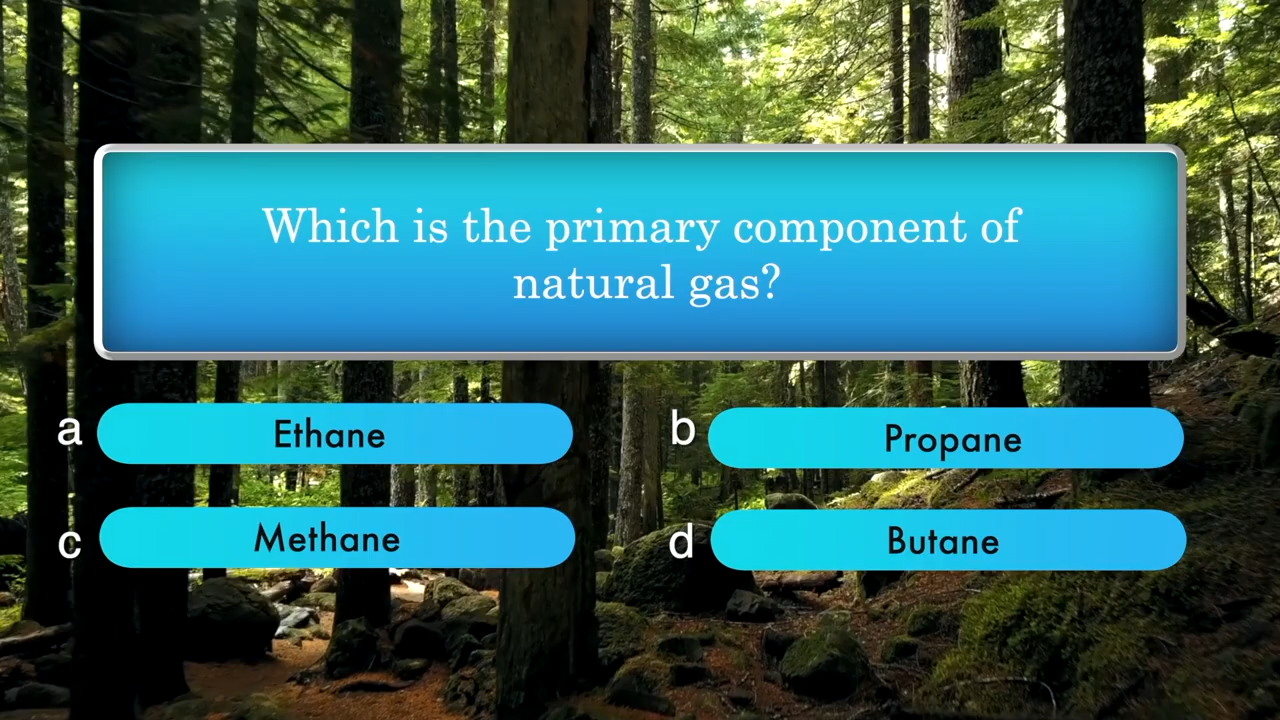 Which is the primary component of
natural gas?
a Ethane
b Propane
c Methane
d Butane